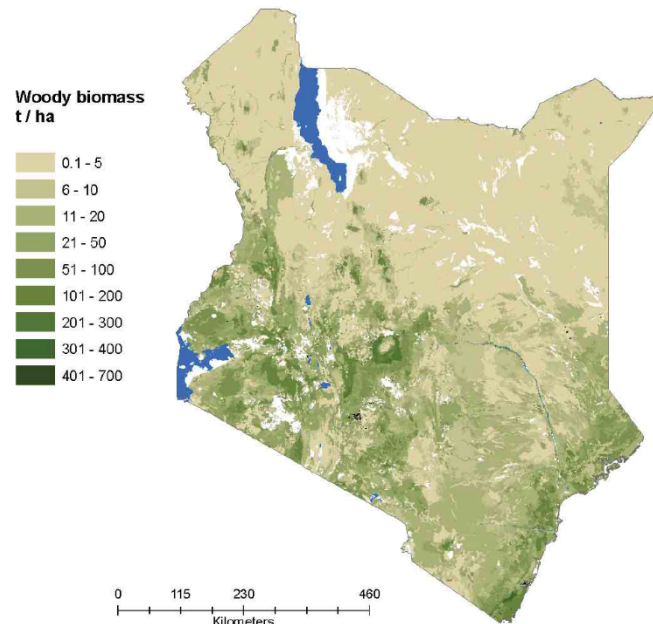 Woody biomass
t / ha
0.1 - 5
6 - 10
11 - 20
21 - 50
51 - 100
101 - 200
201 - 300
301 - 400
401 - 700
0 115 230 460
Kilometers